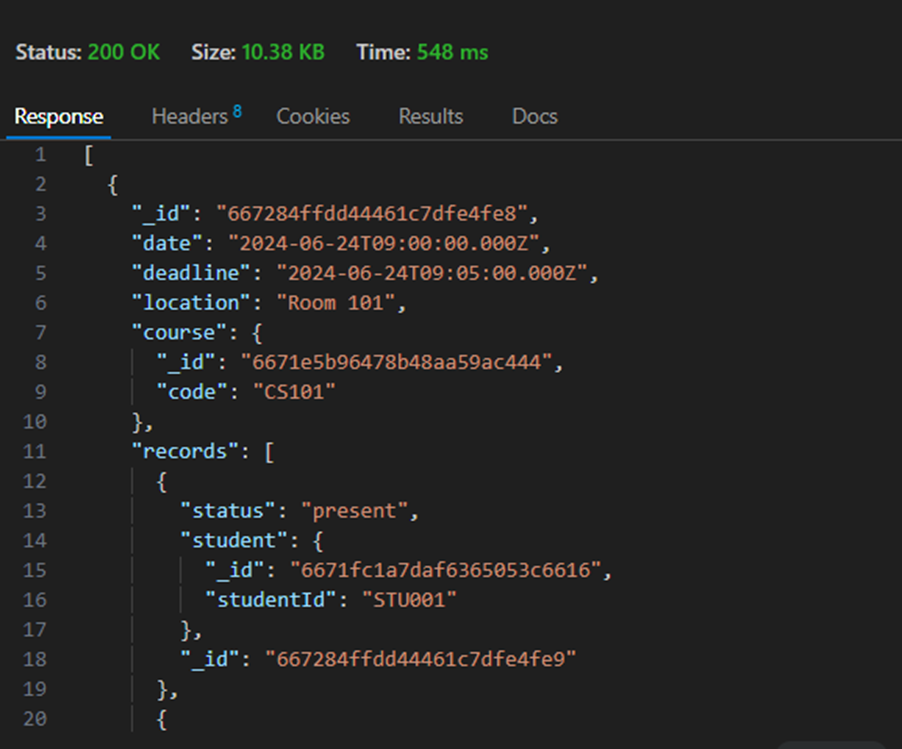 Status: 200 OK Size: 10.38 KB Time: 548 ms
Response Headers 8 Cookies Results Docs
1 [
2 {
3 "_id": "667284ffdd44461c7dfe4fe8",
4 "date": "2024-06-24T09:00:00.000Z",
5 "deadline": "2024-06-24T09:05:00.000Z",
6 "location": "Room 101",
7 "course": {
8 "_id": "6671e5b96478b48aa59ac444",
9 "code": "CS101"
10 },
11 "records": [
12 {
13 "status": "present",
14 "student": {
15 "_id": "6671fc1a7daf6365053c6616",
16 "studentId": "STU001"
17 },
18 "_id": "667284ffdd44461c7dfe4fe9"
19 },
20 {